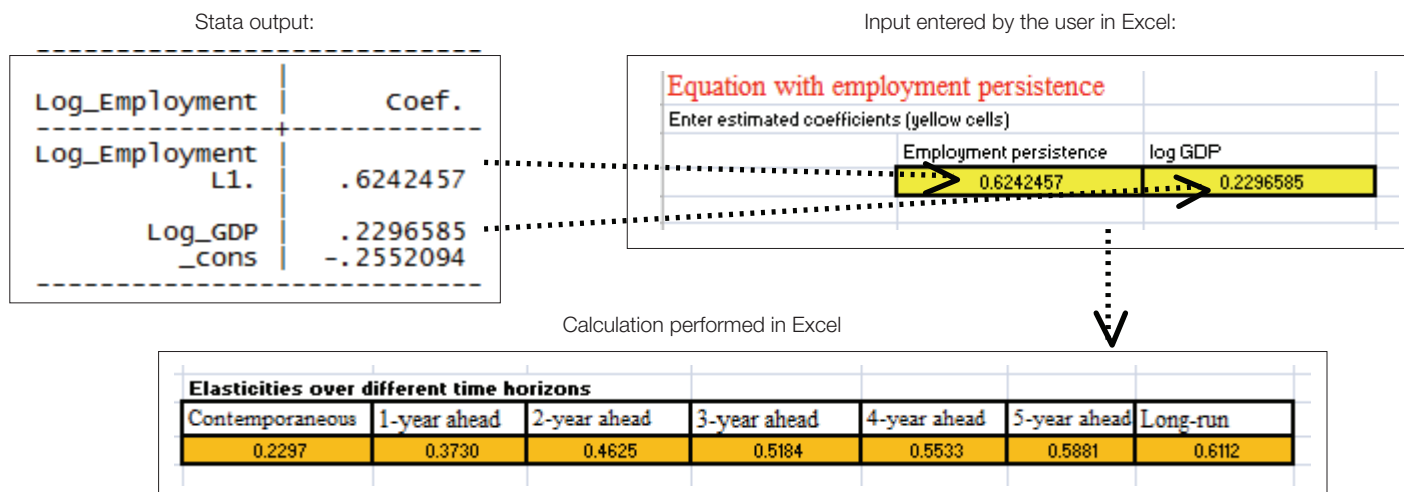 Stata output:
Input entered by the user in Excel:
Log_Employment | Coef.
Log_Employment |
L1. | .6242457
Log_GDP | .2296585
_cons | -.2552094
Equation with employment persistence
Enter estimated coefficients (yellow cells)
Employment persistence log GDP
0.6242457 0.2296585
Calculation performed in Excel
Elasticities over different time horizons
Contemporaneous 1-year ahead 2-year ahead 3-year ahead 4-year ahead 5-year ahead Long-run
0.2297 0.3730 0.4625 0.5184 0.5533 0.5881 0.6112